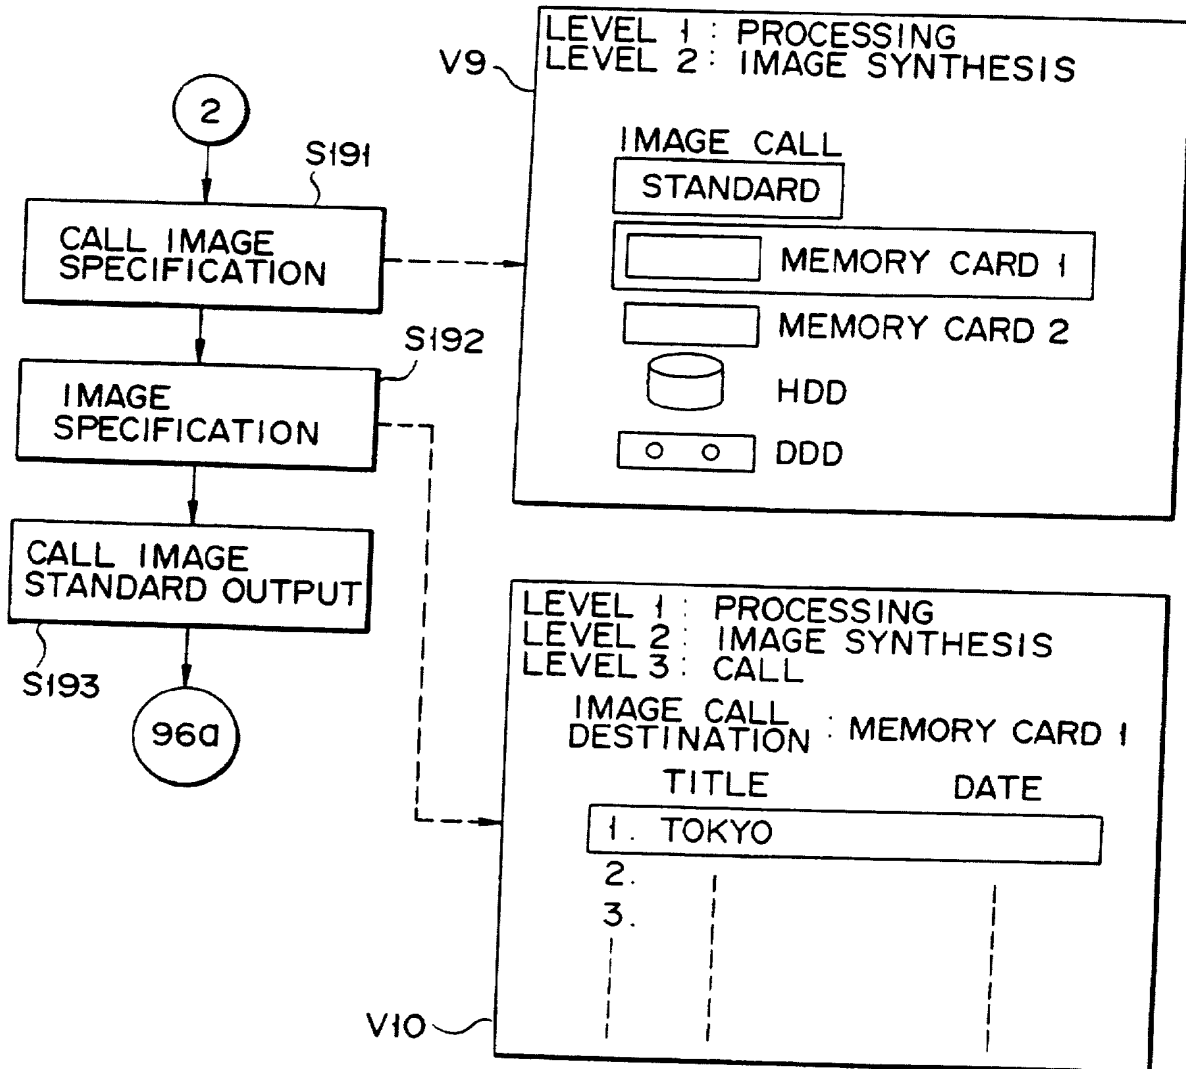 2
S191
CALL IMAGE
SPECIFICATION
S192
IMAGE
SPECIFICATION
CALL IMAGE
STANDARD OUTPUT
S193
96a
V9
LEVEL 1 : PROCESSING
LEVEL 2 : IMAGE SYNTHESIS
IMAGE CALL
STANDARD
MEMORY CARD 1
MEMORY CARD 2
HDD
DDD
V10
LEVEL 1 : PROCESSING
LEVEL 2 : IMAGE SYNTHESIS
LEVEL 3 : CALL
IMAGE CALL
DESTINATION : MEMORY CARD 1
TITLE DATE
1. TOKYO
2.
3.